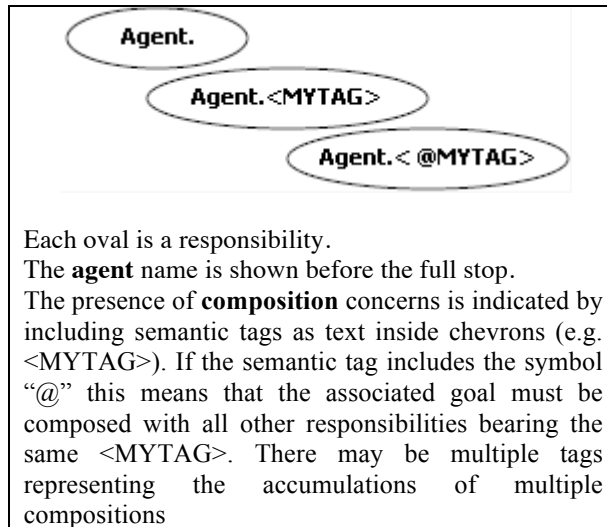 Agent.
Agent.<MYTAG>
Agent.< @MYTAG>
Each oval is a responsibility.
The agent name is shown before the full stop.
The presence of composition concerns is indicated by
including semantic tags as text inside chevrons (e.g.
<MYTAG>). If the semantic tag includes the symbol
“@” this means that the associated goal must be
composed with all other responsibilities bearing the
same <MYTAG>. There may be multiple tags
representing the accumulations of multiple
compositions